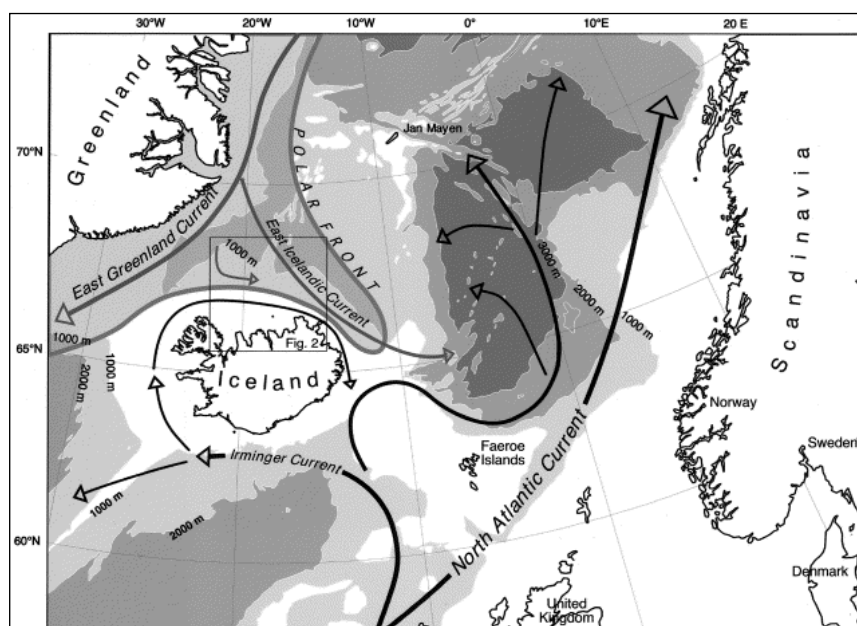 30°W
20°W
10°W
0°
10°E
20 E
Greenland
Jan Mayen
70°N
POLAR FRONT
Scandinavia
East Greenland Current
1000 m
East Icelandic Current
3000 m
2000 m
1000 m
1000 m
65°N
1000 m
2000 m
Fig. 2
Iceland
Norway
Sweden
Faeroe
Islands
Irminger Current
North Atlantic Current
1000 m
2000 m
60°N
Denmark
United
Kingdom